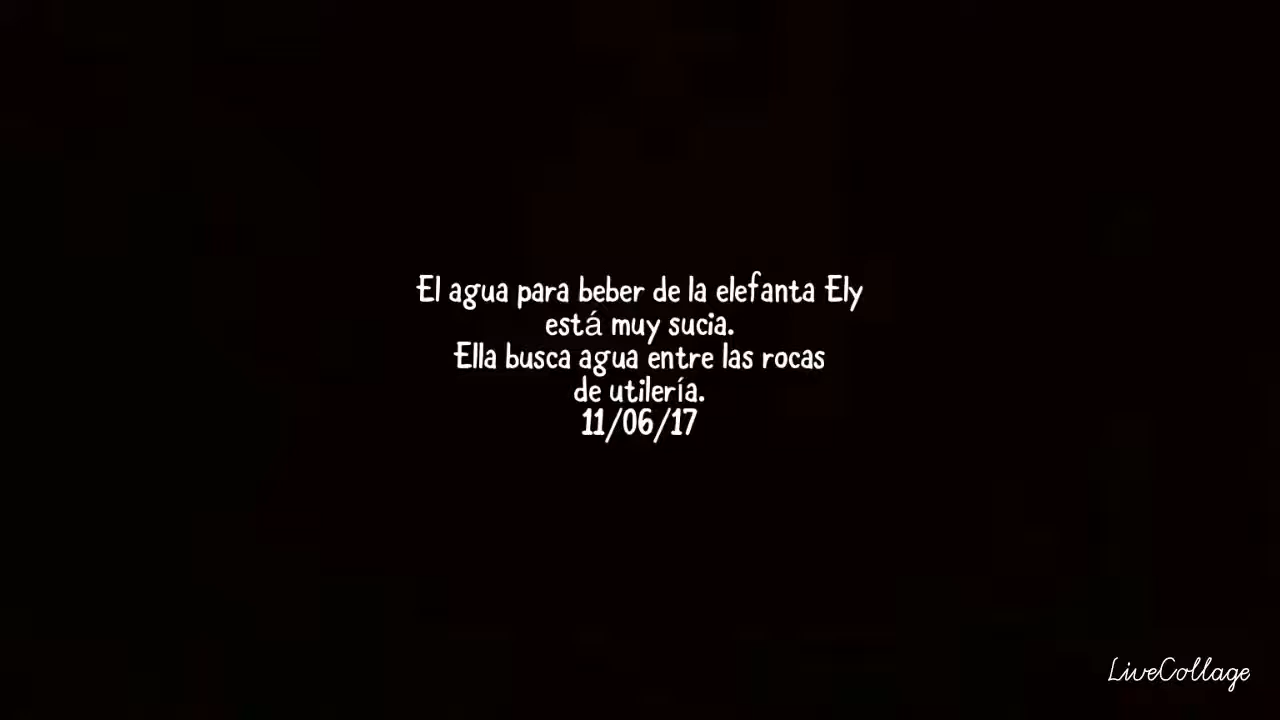 El agua para beber de la elefanta Ely
está muy sucia.
Ella busca agua entre las rocas
de utilería.
11/06/17
LiveCollage